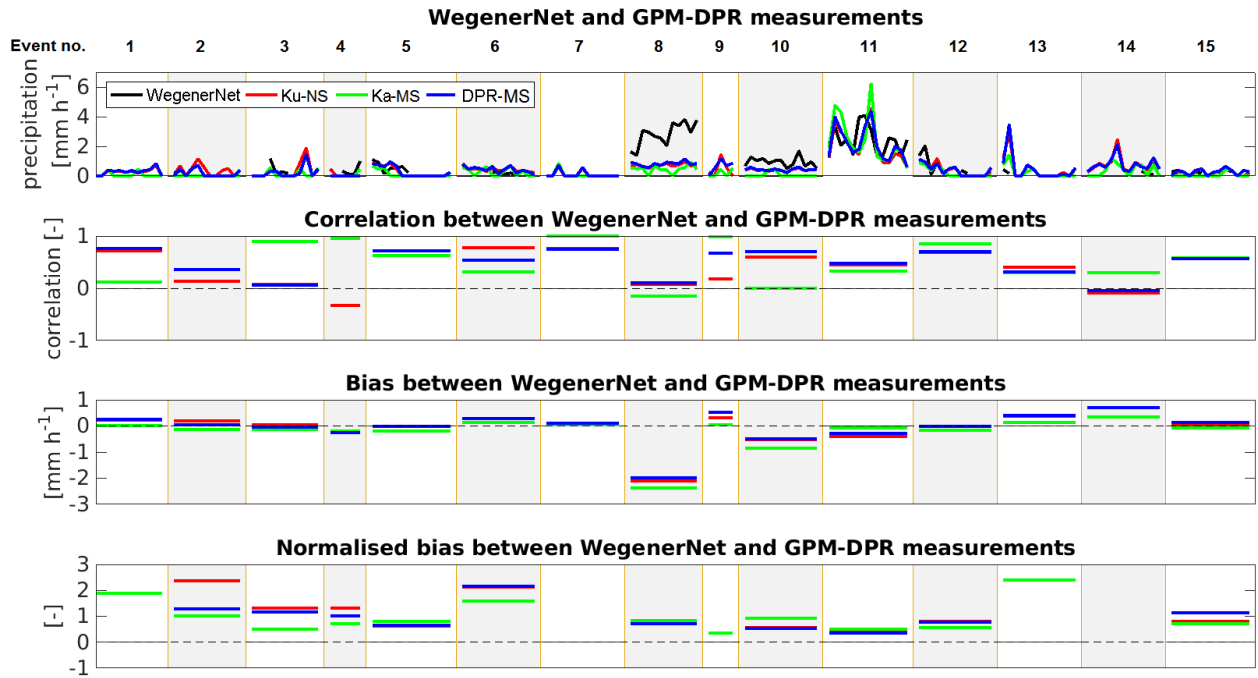 WegenerNet and GPM-DPR measurements
Event no. 1 2 3 4 5 6 7 8 9 10 11 12 13 14 15
precipitation
[mm h-1]
6
4
2
0
WegenerNet Ku-NS Ka-MS DPR-MS
Correlation between WegenerNet and GPM-DPR measurements
correlation [-]
1
0
-1
Bias between WegenerNet and GPM-DPR measurements
[mm h-1]
1
0
-1
-2
-3
Normalised bias between WegenerNet and GPM-DPR measurements
[-]
3
2
1
0
-1